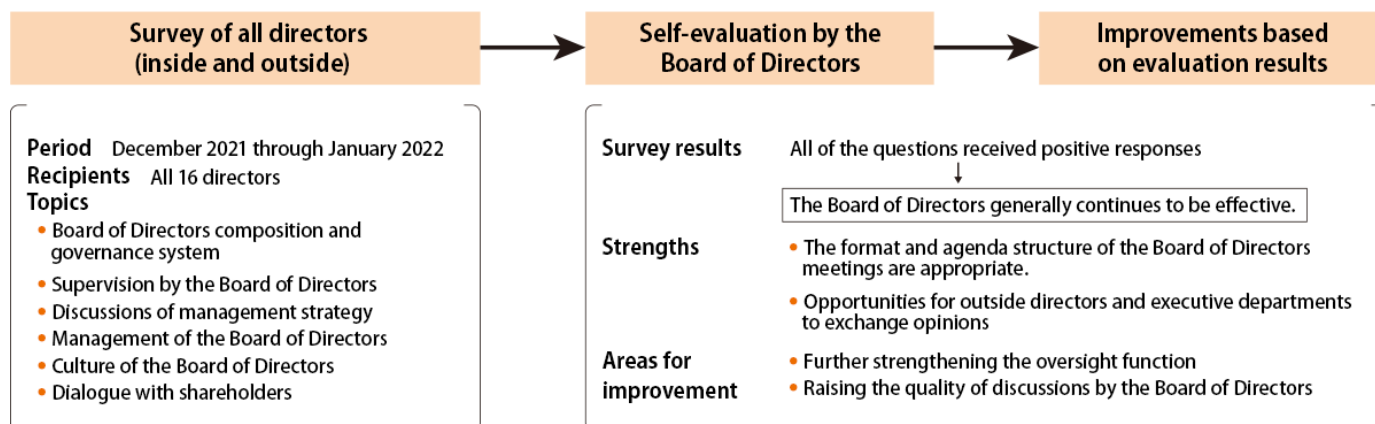 Survey of all directors
(inside and outside)
Self-evaluation by the
Board of Directors
Improvements based
on evaluation results
Period December 2021 through January 2022
Recipients All 16 directors
Topics
• Board of Directors composition and
governance system
• Supervision by the Board of Directors
• Discussions of management strategy
• Management of the Board of Directors
• Culture of the Board of Directors
• Dialogue with shareholders
Survey results All of the questions received positive responses
The Board of Directors generally continues to be effective.
Strengths • The format and agenda structure of the Board of Directors
meetings are appropriate.
• Opportunities for outside directors and executive departments
to exchange opinions
Areas for • Further strengthening the oversight function
improvement • Raising the quality of discussions by the Board of Directors